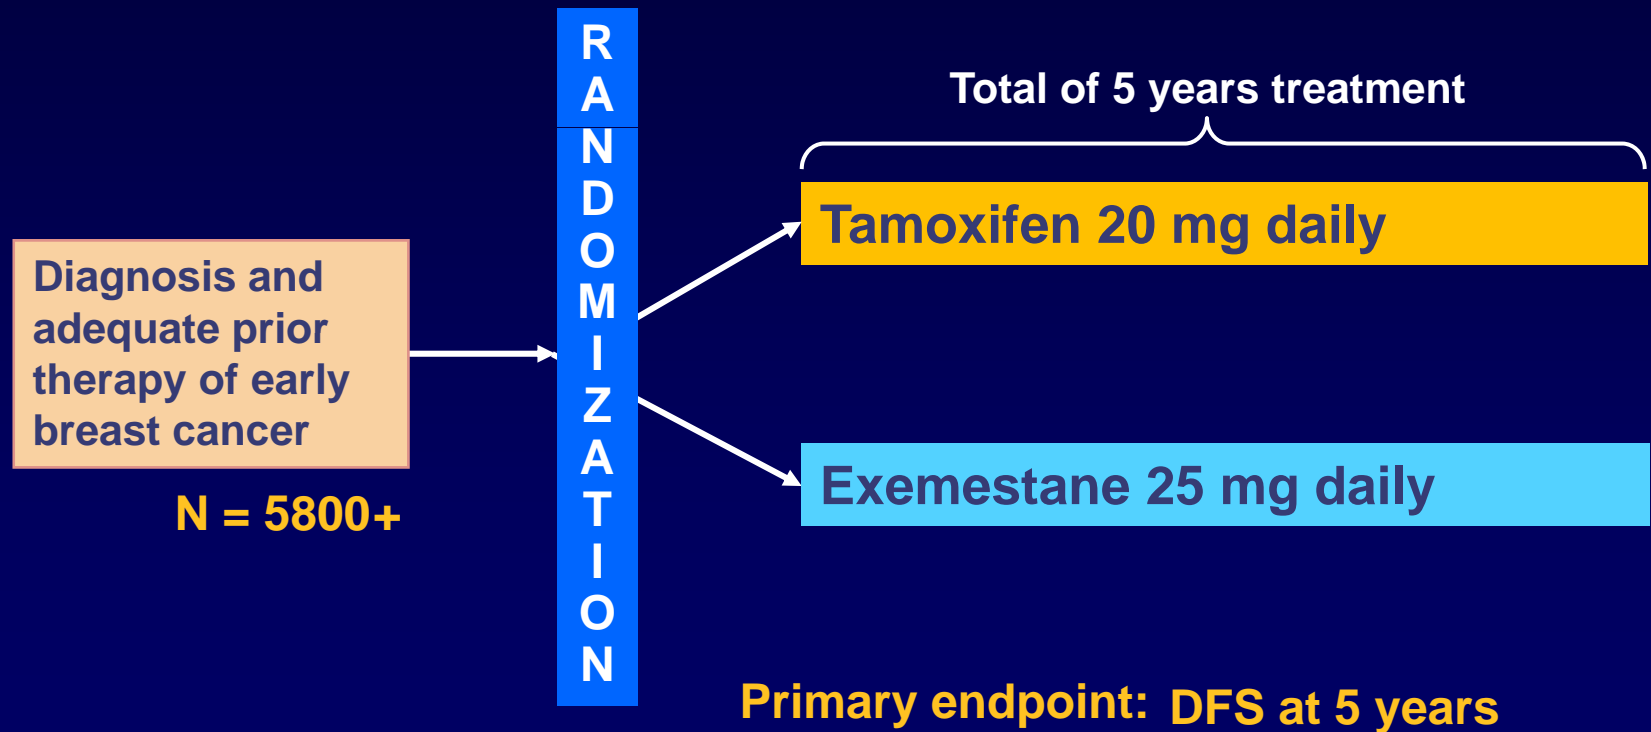 Diagnosis and
adequate prior
therapy of early
breast cancer
N = 5800+
R
A
N
D
O
M
I
Z
A
T
I
O
N
Total of 5 years treatment
Tamoxifen 20 mg daily
Exemestane 25 mg daily
Primary endpoint: DFS at 5 years